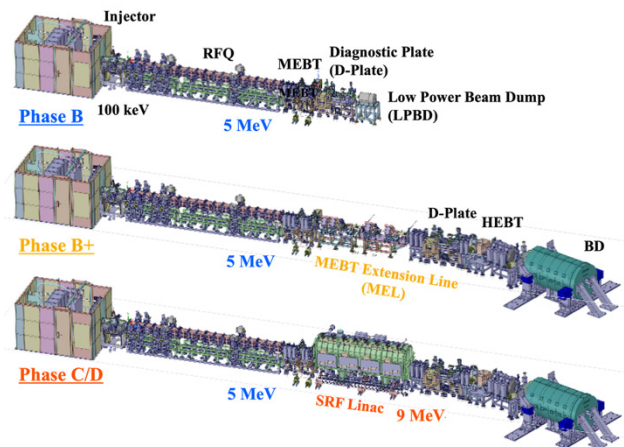 Injector
RFQ
MEBT
Diagnostic Plate
(D-Plate)
MEBT
Low Power Beam Dump
(LPBD)
100 keV
Phase B
5 MeV
D-Plate
HEBT
BD
Phase B+
5 MeV
MEBT Extension Line
(MEL)
Phase C/D
5 MeV
SRF Linac
9 MeV